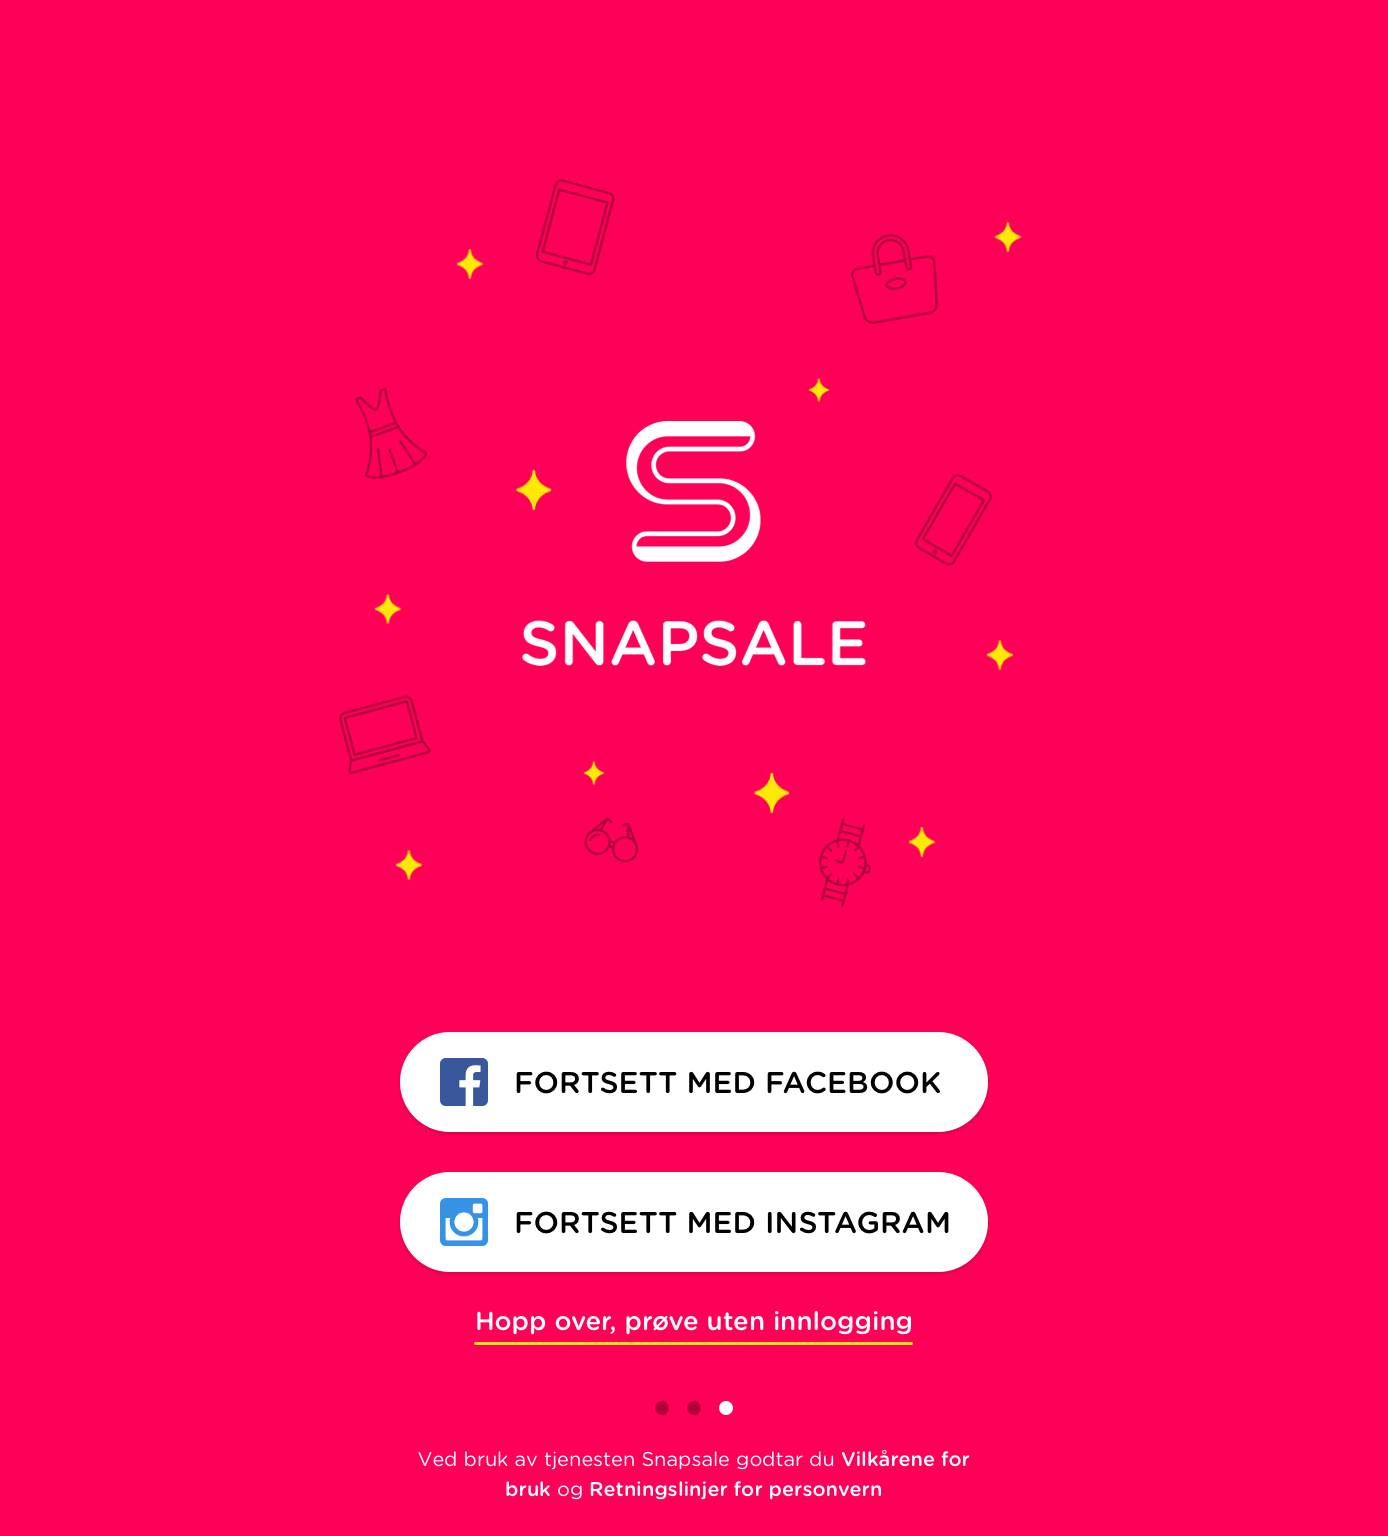 SNAPSALE
FORTSETT MED FACEBOOK
FORTSETT MED INSTAGRAM
Hopp over, prøve uten innlogging
Ved bruk av tjenesten Snapsale godtar du Vilkårene for
bruk og Retningslinjer for personvern